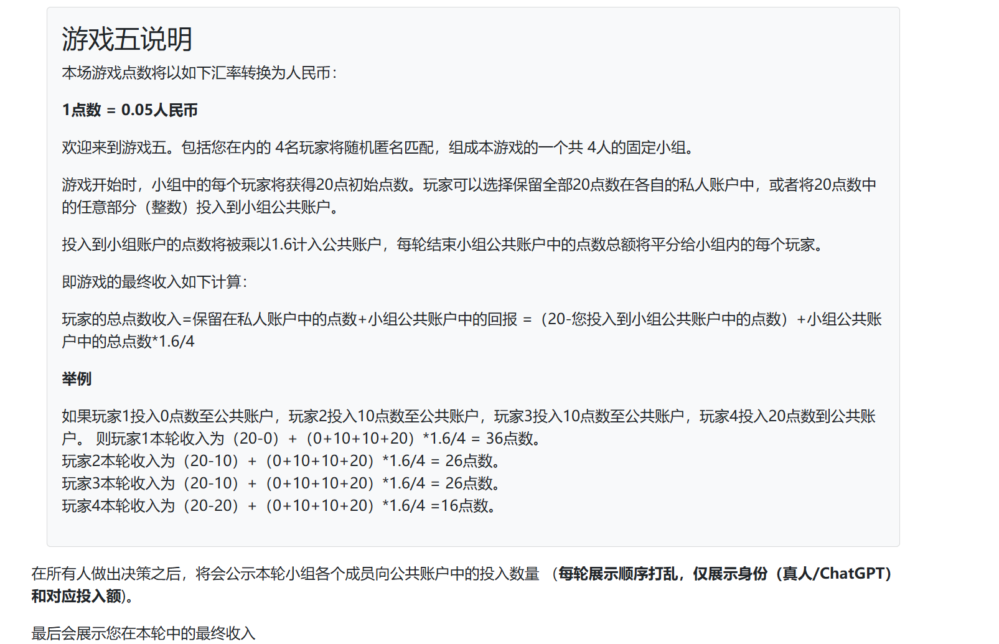 游戏五说明
本场游戏点数将以如下汇率转换为人民币：
1点数 = 0.05人民币
欢迎来到游戏五。包括您在内的 4名玩家将随机匿名匹配，组成本游戏的一个共 4人的固定小组。
游戏开始时，小组中的每个玩家将获得20点初始点数。玩家可以选择保留全部20点数在各自的私人账户中，或者将20点数中
的任意部分（整数）投入到小组公共账户。
投入到小组账户的点数将被乘以1.6计入公共账户，每轮结束小组公共账户中的点数总额将平分给小组内的每个玩家。
即游戏的最终收入如下计算：
玩家的总点数收入=保留在私人账户中的点数+小组公共账户中的回报 =（20-您投入到小组公共账户中的点数）+小组公共账
户中的总点数*1.6/4
举例
如果玩家1投入0点数至公共账户，玩家2投入10点数至公共账户，玩家3投入10点数至公共账户，玩家4投入20点数到公共账
户。 则玩家1本轮收入为（20-0）+（0+10+10+20）*1.6/4 = 36点数。
玩家2本轮收入为（20-10）+（0+10+10+20）*1.6/4 = 26点数。
玩家3本轮收入为（20-10）+（0+10+10+20）*1.6/4 = 26点数。
玩家4本轮收入为（20-20）+（0+10+10+20）*1.6/4 =16点数。
在所有人做出决策之后，将会公示本轮小组各个成员向公共账户中的投入数量 （每轮展示顺序打乱，仅展示身份（真人/ChatGPT）
和对应投入额)。
最后会展示您在本轮中的最终收入